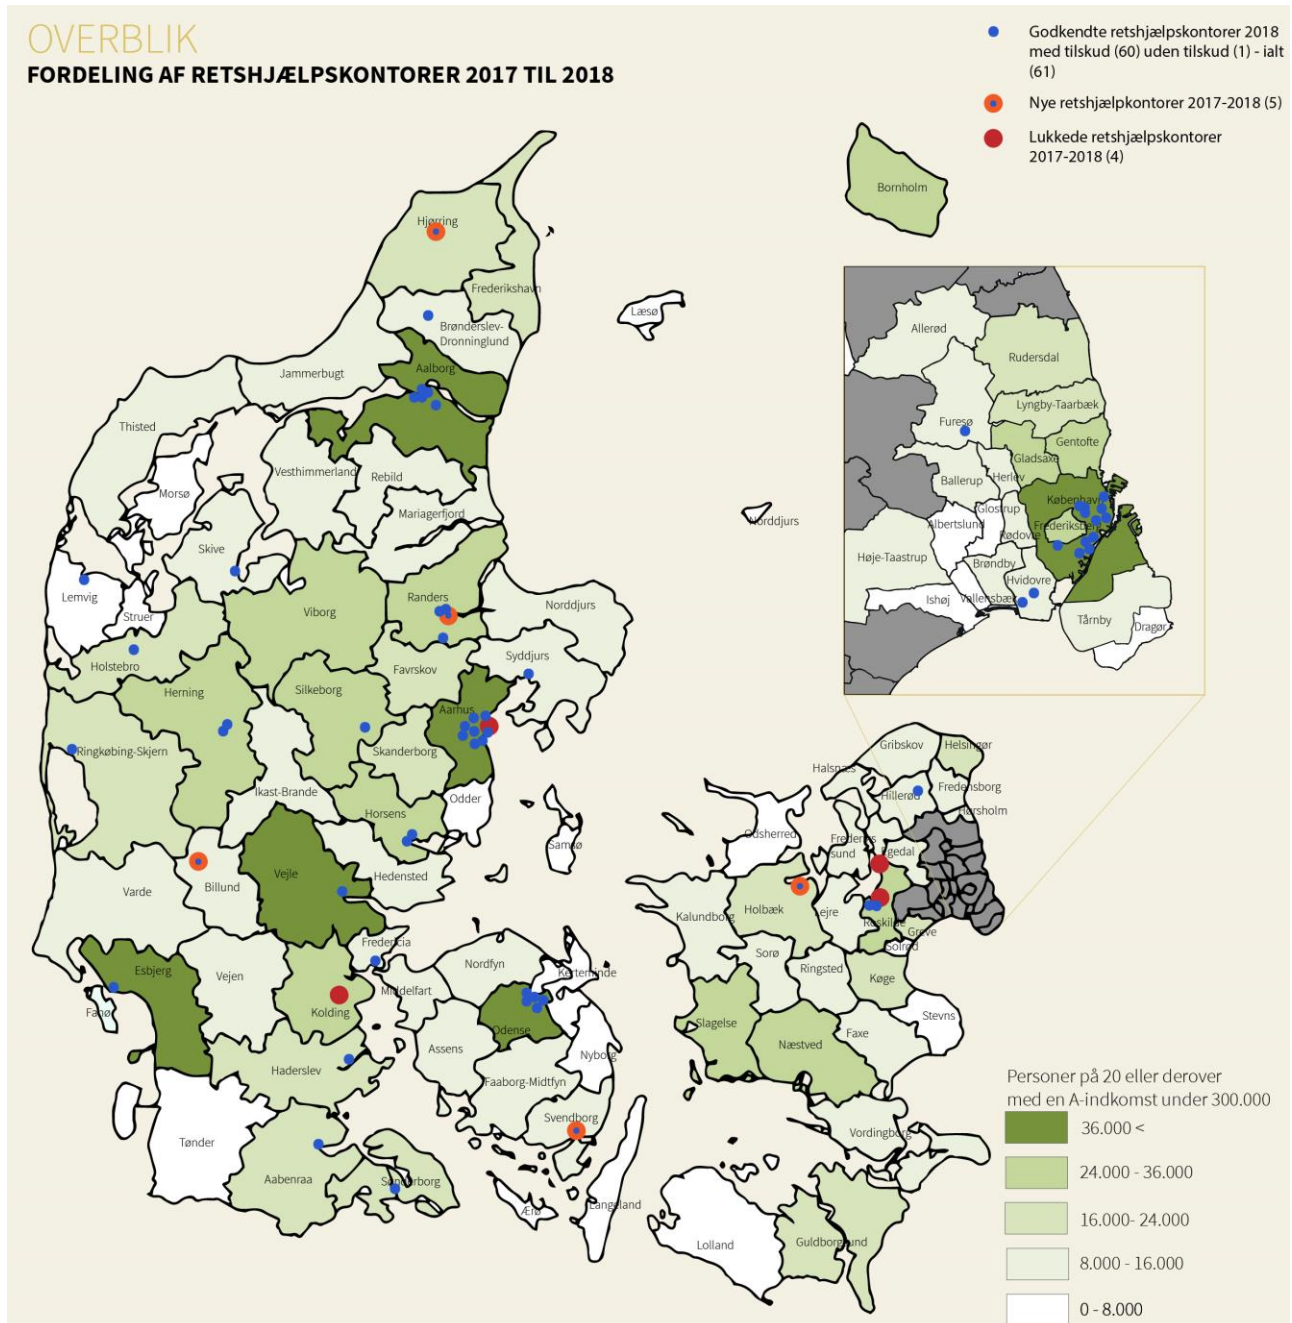 OVERBLIK
FORDELING AF RETSHJÆLPSKONTORER 2017 TIL 2018
Godkendte retshjælpskontorer 2018
med tilskud (60) uden tilskud (1) - ialt
(61)
Nye retshjælpkontorer 2017-2018 (5)
Lukkede retshjælpskontorer
2017-2018 (4)
Bornholm
Hjørring
Frederikshavn
Læsø
Brønderslev-
Dronninglund
Aalborg
Jammerbugt
Thisted
Vesthimmerland
Rebild
Morsø
Mariagerfjord
Norddjurs
Skive
Lemvig
Struer
Viborg
Randers
Norddjurs
Holstebro
Favrskov
Syddjurs
Herning
Silkeborg
Aarhus
Ringkøbing-Skjern
Skanderborg
Ikast-Brande
Horsens
Odder
Samsø
Varde
Billund
Vejle
Hedensted
Fredericia
Esbjerg
Vejen
Kolding
Fanø
Middelfart
Nordfyn
Kerteminde
Odense
Assens
Nyborg
Haderslev
Faaborg-Midtfyn
Svendborg
Tønder
Aabenraa
Sønderborg
Ærø
Langeland
Allerød
Rudersdal
Lyngby-Taarbæk
Furesø
Gentofte
Gladsaxe
Ballerup
Herlev
København
Glostrup
Albertslund
Frederiksberg
Rødovre
Høje-Taastrup
Brøndby
Hvidovre
Ishøj
Vallensbæk
Tårnby
Dragør
Gribskov
Helsingør
Halsnæs
Hillerød
Fredensborg
Hørsholm
Odsherred
Frederiks
sund
Egedal
Kalundborg
Holbæk
Lejre
Roskilde
Greve
Solrød
Sorø
Ringsted
Køge
Slagelse
Næstved
Faxe
Stevns
Vordingborg
Lolland
Guldborgsund
Personer på 20 eller derover
med en A-indkomst under 300.000
36.000 <
24.000 - 36.000
16.000- 24.000
8.000 - 16.000
0 - 8.000